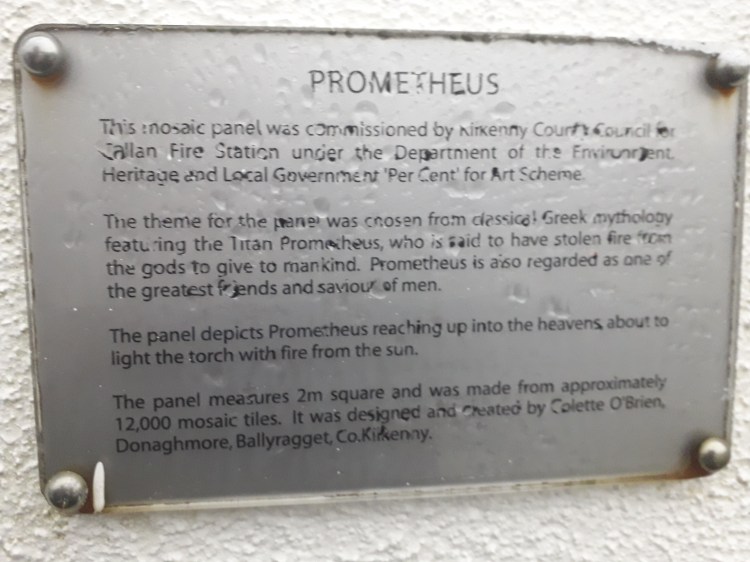 PROMETHEUS
This mosaic panel was commissioned by Kilkenny County Council for
Callan Fire Station under the Department of the Environment,
Heritage and Local Government 'Per Cent' for Art Scheme.
The theme for the panel was chosen from classical Greek mythology
featuring the Titan Prometheus, who is said to have stolen fire from
the gods to give to mankind. Prometheus is also regarded as one of
the greatest friends and saviour of men.
The panel depicts Prometheus reaching up into the heavens, about to
light the torch with fire from the sun.
The panel measures 2m square and was made from approximately
12,000 mosaic tiles. It was designed and created by Colette O'Brien,
Donaghmore, Ballyragget, Co.Kilkenny.